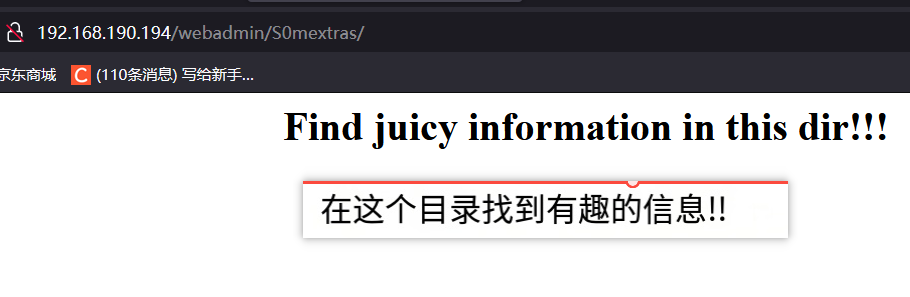 192.168.190.194/webadmin/S0mextras/
京东商城 C (110条消息) 写给新手...
Find juicy information in this dir!!!
在这个目录找到有趣的信息!!